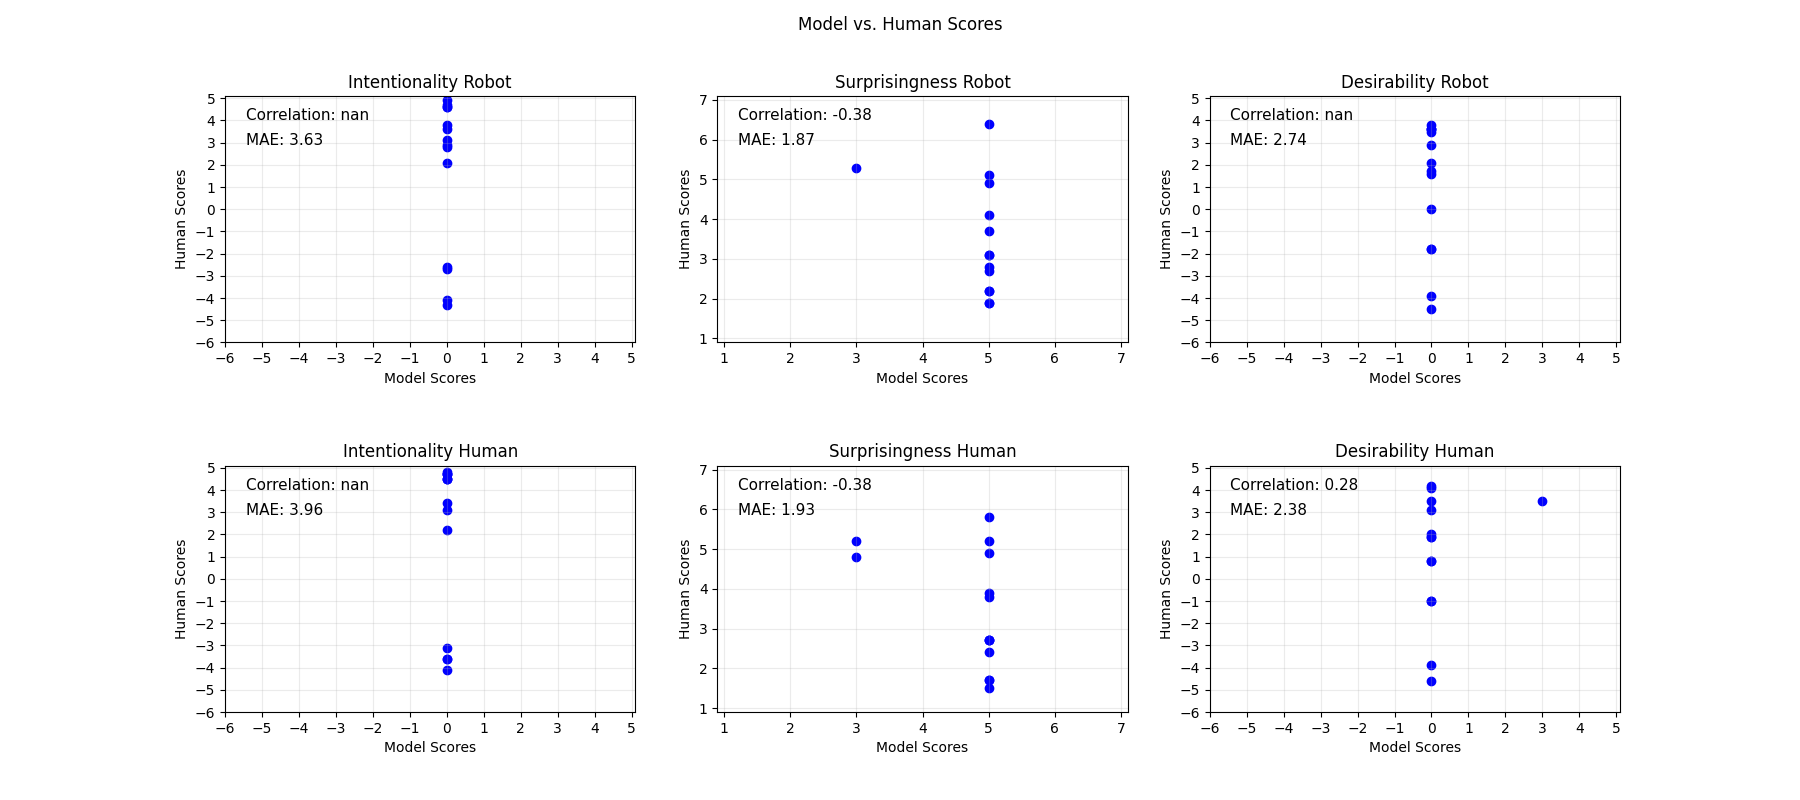 Model vs. Human Scores
Intentionality Robot
Correlation: nan
MAE: 3.63
5
4
3
2
1
0
−1
−2
−3
−4
−5
−6
Human Scores
−6 −5 −4 −3 −2 −1 0 1 2 3 4 5
Model Scores
Surprisingness Robot
Correlation: -0.38
MAE: 1.87
7
6
5
4
3
2
1
Human Scores
1 2 3 4 5 6 7
Model Scores
Desirability Robot
Correlation: nan
MAE: 2.74
5
4
3
2
1
0
−1
−2
−3
−4
−5
−6
Human Scores
−6 −5 −4 −3 −2 −1 0 1 2 3 4 5
Model Scores
Intentionality Human
Correlation: nan
MAE: 3.96
5
4
3
2
1
0
−1
−2
−3
−4
−5
−6
Human Scores
−6 −5 −4 −3 −2 −1 0 1 2 3 4 5
Model Scores
Surprisingness Human
Correlation: -0.38
MAE: 1.93
7
6
5
4
3
2
1
Human Scores
1 2 3 4 5 6 7
Model Scores
Desirability Human
Correlation: 0.28
MAE: 2.38
5
4
3
2
1
0
−1
−2
−3
−4
−5
−6
Human Scores
−6 −5 −4 −3 −2 −1 0 1 2 3 4 5
Model Scores